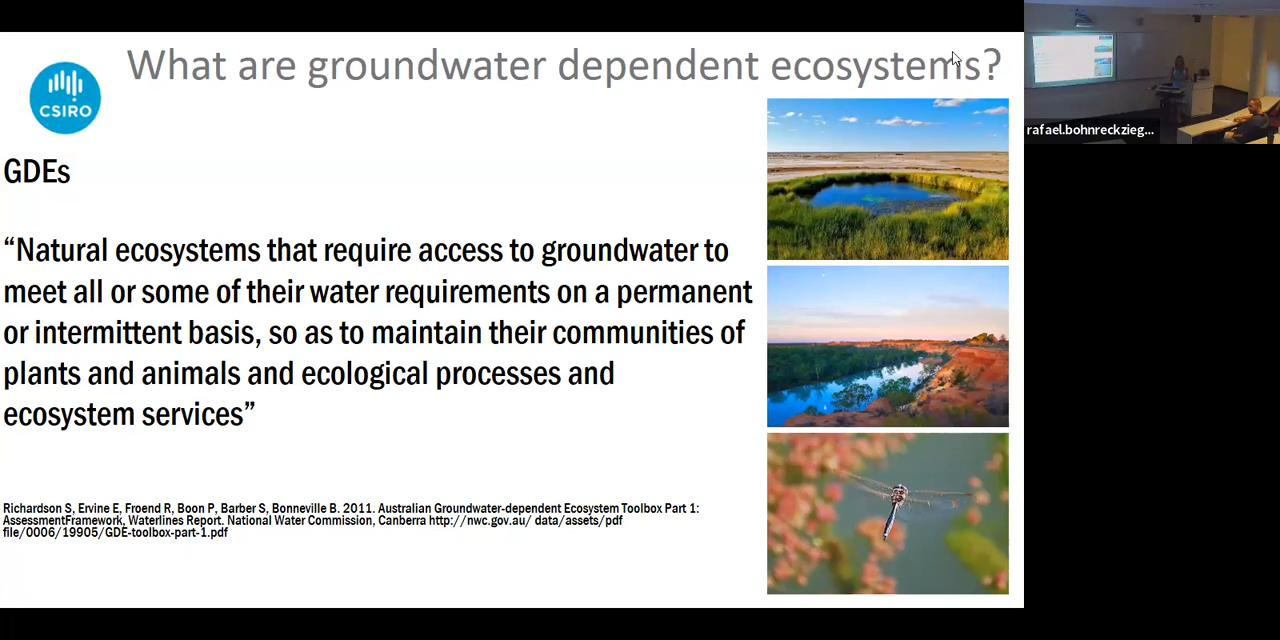 What are groundwater dependent ecosystems?
CSIRO
rafael.bohnreckzieg...
GDEs
“Natural ecosystems that require access to groundwater to
meet all or some of their water requirements on a permanent
or intermittent basis, so as to maintain their communities of
plants and animals and ecological processes and
ecosystem services”
Richardson S, Ervine E, Froend R, Boon P, Barber S, Bonneville B. 2011. Australian Groundwater-dependent Ecosystem Toolbox Part 1:
AssessmentFramework, Waterlines Report. National Water Commission, Canberra http://nwc.gov.au/ data/assets/pdf
file/0006/19905/GDE-toolbox-part-1.pdf